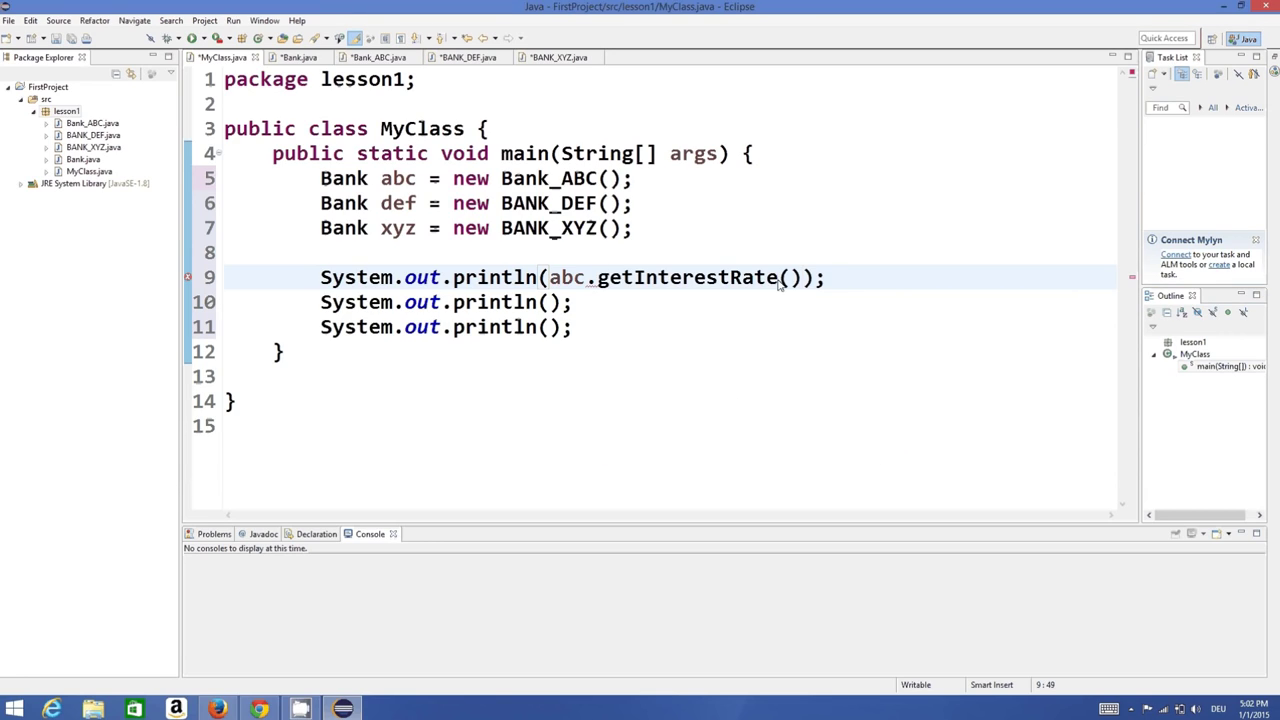 Java - FirstProject/src/lesson1/MyClass.java - Eclipse
File Edit Source Refactor Navigate Search Project Run Window Help
Quick Access
Java
Package Explorer
*MyClass.java
*Bank.java
*Bank_ABC.java
*BANK_DEF.java
*BANK_XYZ.java
Task List
FirstProject
src
lesson1
Bank_ABC.java
BANK_DEF.java
BANK_XYZ.java
Bank.java
MyClass.java
JRE System Library [JavaSE-1.8]
1 package lesson1;
2
3 public class MyClass {
4 public static void main(String[] args) {
5 Bank abc = new Bank_ABC();
6 Bank def = new BANK_DEF();
7 Bank xyz = new BANK_XYZ();
8
9 System.out.println(abc.getInterestRate());
10 System.out.println();
11 System.out.println();
12 }
13
14 }
15
Find
All
Activa...
Connect Mylyn
Connect to your task and
ALM tools or create a local
task.
Outline
lesson1
MyClass
main(String[]) : voi
Problems
Javadoc
Declaration
Console
No consoles to display at this time.
Writable
Smart Insert
9 : 49
DEU
5:02 PM
1/1/2015